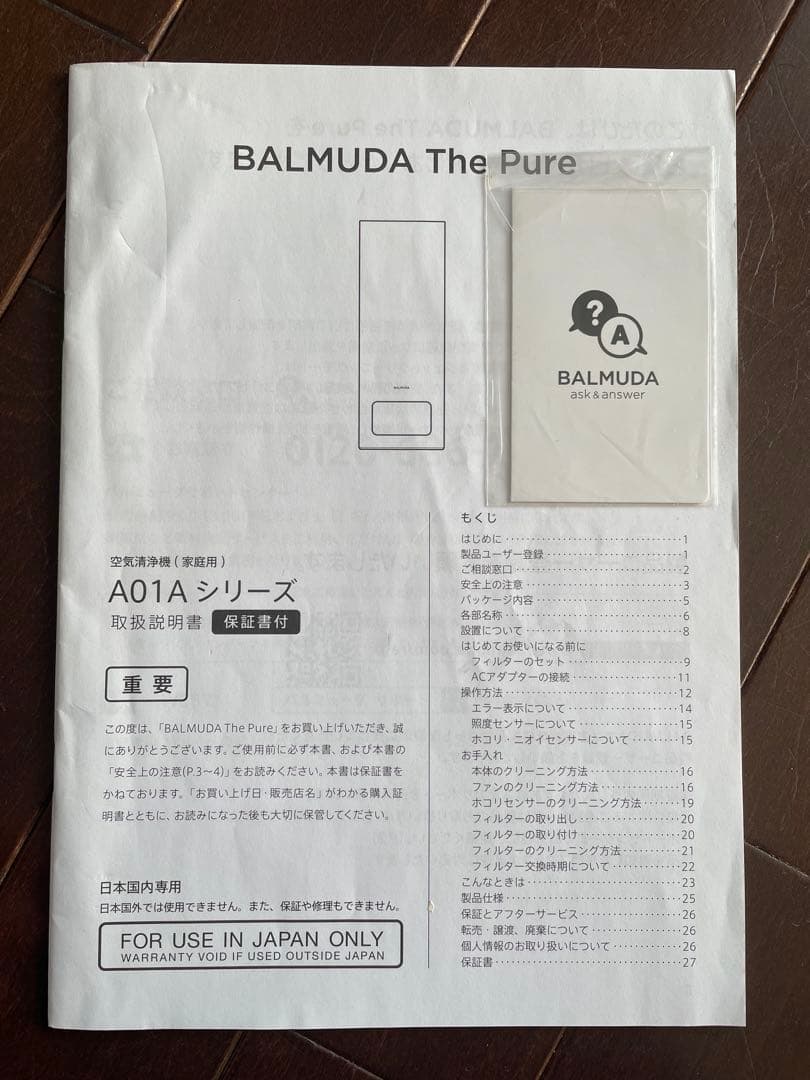 BALMUDA The Pure
BALMUDA
?
A
BALMUDA
ask & answer
空気清浄機(家庭用)
A01Aシリーズ
取扱説明書 保証書付
重要
この度は、「BALMUDA The Pure」をお買い上げいただき、誠
にありがとうございます。ご使用前に必ず本書、および本書の
「安全上の注意(P.3〜4)」をお読みください。本書は保証書を
かねております。「お買い上げ日・販売店名」がわかる購入証
明書とともに、お読みになった後も大切に保管してください。
日本国内専用
日本国外では使用できません。また、保証や修理もできません。
FOR USE IN JAPAN ONLY
WARRANTY VOID IF USED OUTSIDE JAPAN
もくじ
はじめに・・・・・・・・・・1
製品ユーザー登録・・・・・・・・・・1
ご相談窓口・・・・・・・・・・2
安全上の注意・・・・・・・・・・3
パッケージ内容・・・・・・・・・・5
各部名称・・・・・・・・・・6
設置について・・・・・・・・・・8
はじめてお使いになる前に
フィルターのセット・・・・・・・・・・9
ACアダプターの接続・・・・・・・・・・11
操作方法・・・・・・・・・・12
エラー表示について・・・・・・・・・・14
照度センサーについて・・・・・・・・・・15
ホコリ・ニオイセンサーについて・・・・・・・・・・15
お手入れ
本体のクリーニング方法・・・・・・・・・・16
ファンのクリーニング方法・・・・・・・・・・16
ホコリセンサーのクリーニング方法・・・・・・・・・・19
フィルターの取り出し・・・・・・・・・・20
フィルターの取り付け・・・・・・・・・・20
フィルターのクリーニング方法・・・・・・・・・・21
フィルター交換時期について・・・・・・・・・・22
こんなときは・・・・・・・・・・23
製品仕様・・・・・・・・・・25
保証とアフターサービス・・・・・・・・・・26
転売・譲渡、廃棄について・・・・・・・・・・26
個人情報のお取り扱いについて・・・・・・・・・・26
保証書・・・・・・・・・・27